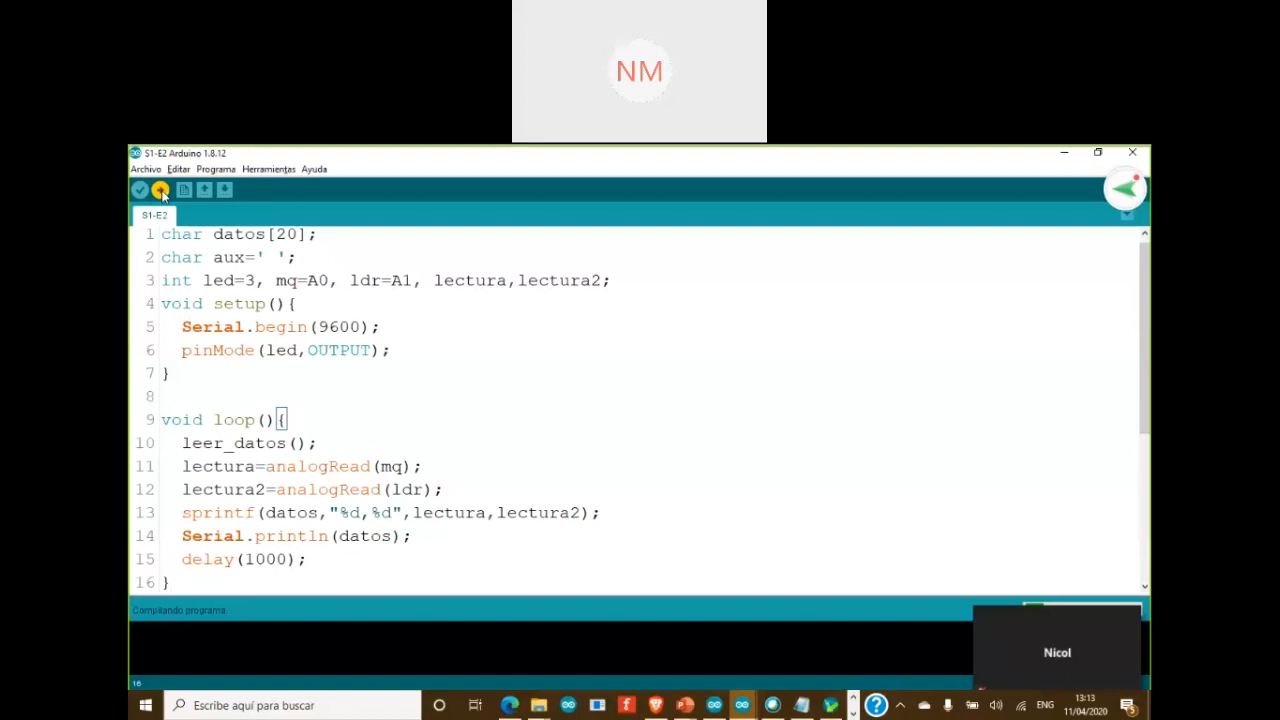 NM
S1-E2 Arduino 1.8.12
Archivo Editar Programa Herramientas Ayuda
S1-E2
1 char datos[20];
2 char aux=' ';
3 int led=3, mq=A0, ldr=A1, lectura,lectura2;
4 void setup(){
5 Serial.begin(9600);
6 pinMode(led,OUTPUT);
7 }
8
9 void loop(){
10 leer_datos();
11 lectura=analogRead(mq);
12 lectura2=analogRead(ldr);
13 sprintf(datos,"%d,%d",lectura,lectura2);
14 Serial.println(datos);
15 delay(1000);
16 }
Compilando programa
Nicol
16
Escribe aquí para buscar
ENG
13:13
11/04/2020